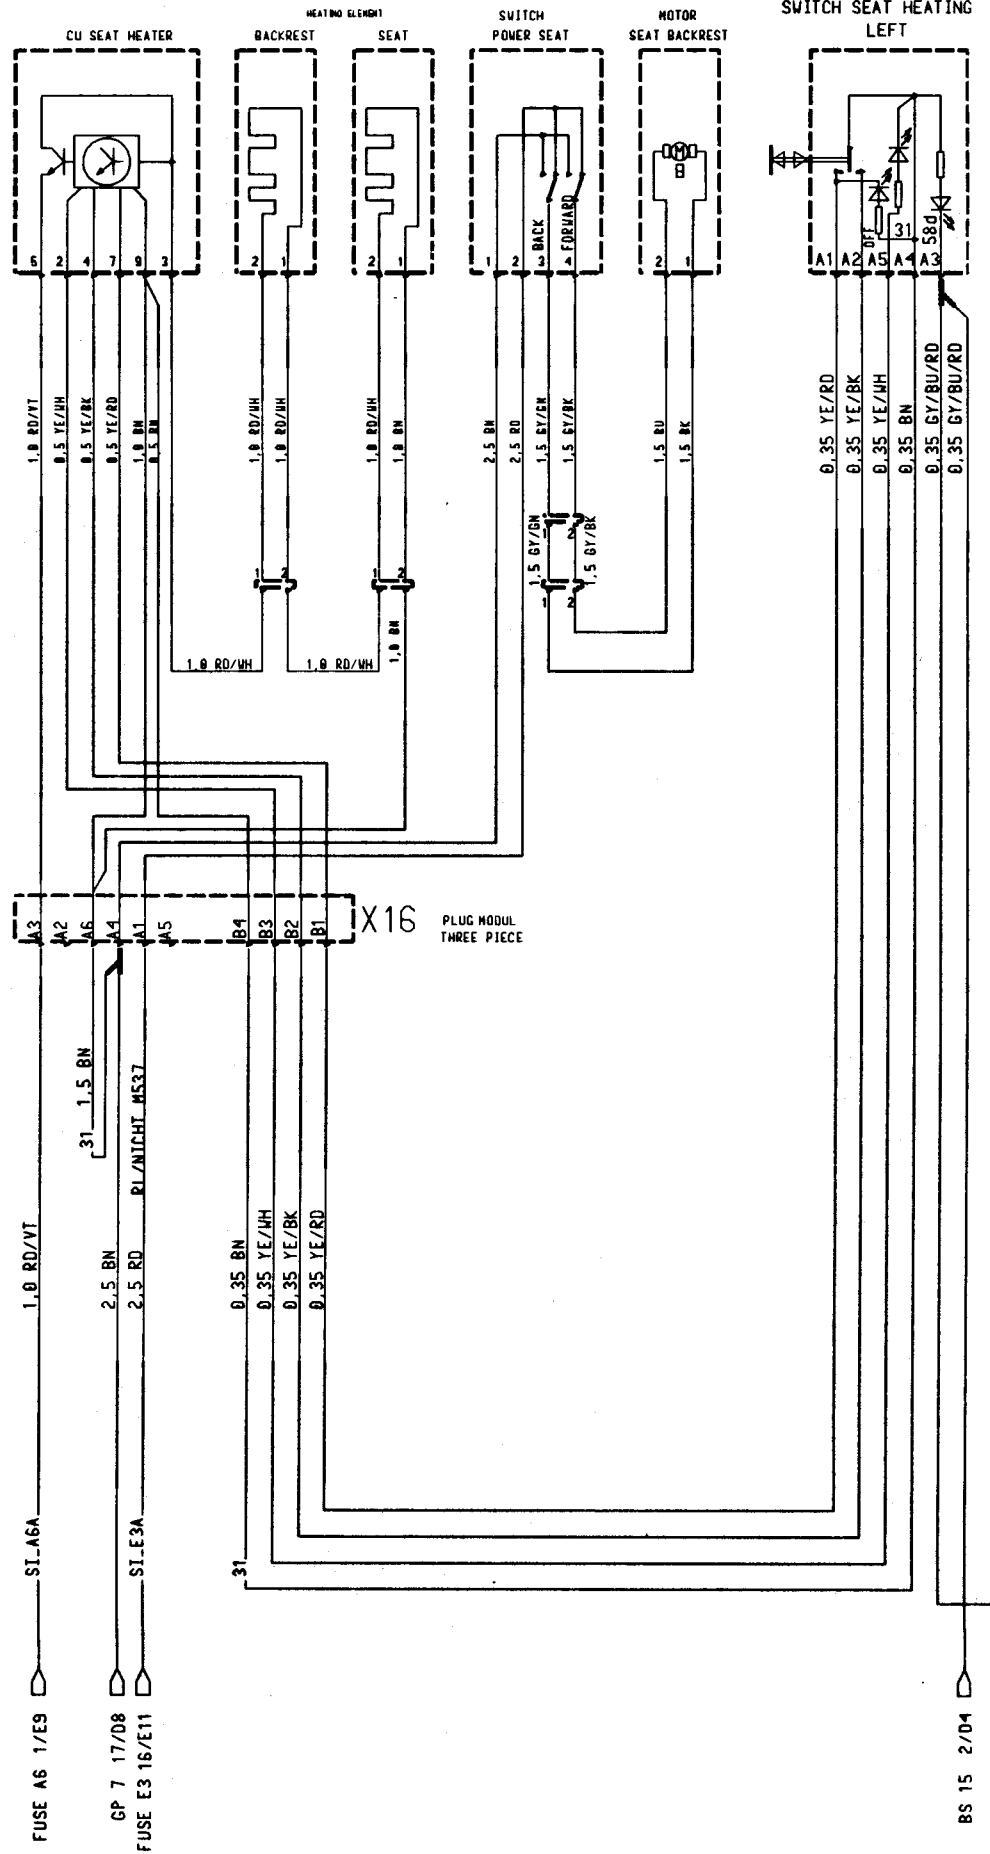 HEATING ELEMENT
SWITCH
MOTOR
SWITCH SEAT HEATING
LEFT
CU SEAT HEATER
BACKREST
SEAT
POWER SEAT
SEAT BACKREST
M
BACK
FORWARD
OFF
31
58d
2 4 7 9 3
2 1
2 1
1 2 3 4
2 1
A1 A2 A5 A4 A3
1,0 RD/VT
0,5 YE/WH
0,5 YE/BK
0,5 YE/RD
1,0 BN
0,5 BN
1,0 RD/WH
1,0 RD/WH
1,0 RD/WH
1,0 BN
2,5 BN
2,5 RD
1,5 GY/GN
1,5 GY/BK
1,5 BU
1,5 BK
0,35 YE/RD
0,35 YE/BK
0,35 YE/WH
0,35 BN
0,35 GY/BU/RD
0,35 GY/BU/RD
1 2
1,5 GY/GN
1,5 GY/BK
1 2
1 2
1 2
1,0 RD/WH
1,0 RD/WH
1,0 BN
A3 A2 A6 A4 A1 A5 B4 B3 B2 B1
X16
PLUG MODUL
THREE PIECE
31 1,5 BN
RL/NICHT M537
1,0 RD/VT
2,5 BN
2,5 RD
0,35 BN
0,35 YE/WH
0,35 YE/BK
0,35 YE/RD
SI_A6A
SI_E3A
31
FUSE A6 1/E9
GP 7 17/D8
FUSE E3 16/E11
BS 15 2/D4